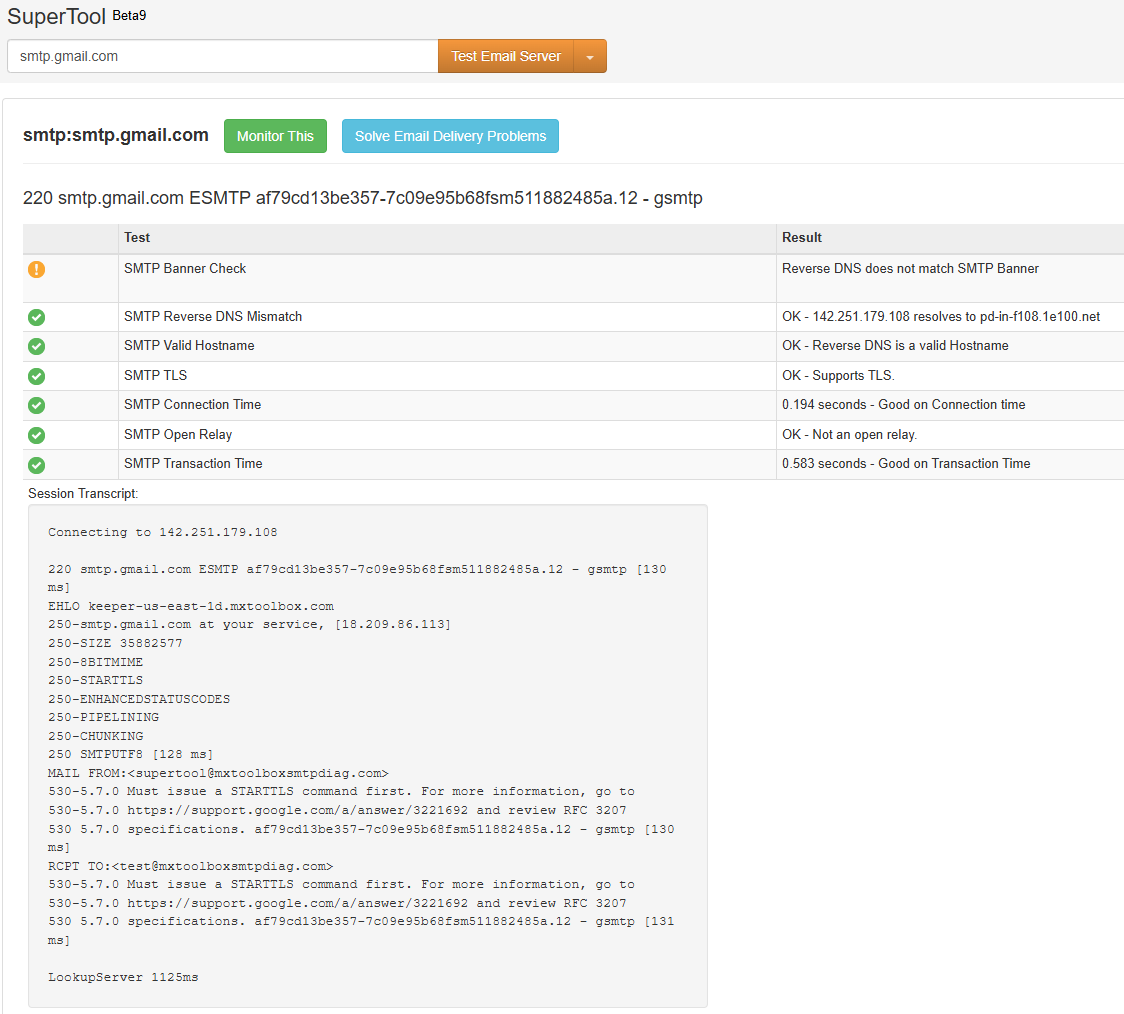 SuperTool Beta9
smtp.gmail.com
Test Email Server
smtp:smtp.gmail.com
Monitor This
Solve Email Delivery Problems
220 smtp.gmail.com ESMTP af79cd13be357-7c09e95b68fsm511882485a.12 - gsmtp
Test Result
SMTP Banner Check Reverse DNS does not match SMTP Banner
SMTP Reverse DNS Mismatch OK - 142.251.179.108 resolves to pd-in-f108.1e100.net
SMTP Valid Hostname OK - Reverse DNS is a valid Hostname
SMTP TLS OK - Supports TLS.
SMTP Connection Time 0.194 seconds - Good on Connection time
SMTP Open Relay OK - Not an open relay.
SMTP Transaction Time 0.583 seconds - Good on Transaction Time
Session Transcript:
Connecting to 142.251.179.108
220 smtp.gmail.com ESMTP af79cd13be357-7c09e95b68fsm511882485a.12 - gsmtp [130
ms]
EHLO keeper-us-east-1d.mxtoolbox.com
250-smtp.gmail.com at your service, [18.209.86.113]
250-SIZE 35882577
250-8BITMIME
250-STARTTLS
250-ENHANCEDSTATUSCODES
250-PIPELINING
250-CHUNKING
250 SMTPUTF8 [128 ms]
MAIL FROM:<supertool@mxtoolboxsmtpdiag.com>
530-5.7.0 Must issue a STARTTLS command first. For more information, go to
530-5.7.0 https://support.google.com/a/answer/3221692 and review RFC 3207
530 5.7.0 specifications. af79cd13be357-7c09e95b68fsm511882485a.12 - gsmtp [130
ms]
RCPT TO:<test@mxtoolboxsmtpdiag.com>
530-5.7.0 Must issue a STARTTLS command first. For more information, go to
530-5.7.0 https://support.google.com/a/answer/3221692 and review RFC 3207
530 5.7.0 specifications. af79cd13be357-7c09e95b68fsm511882485a.12 - gsmtp [131
ms]
LookupServer 1125ms